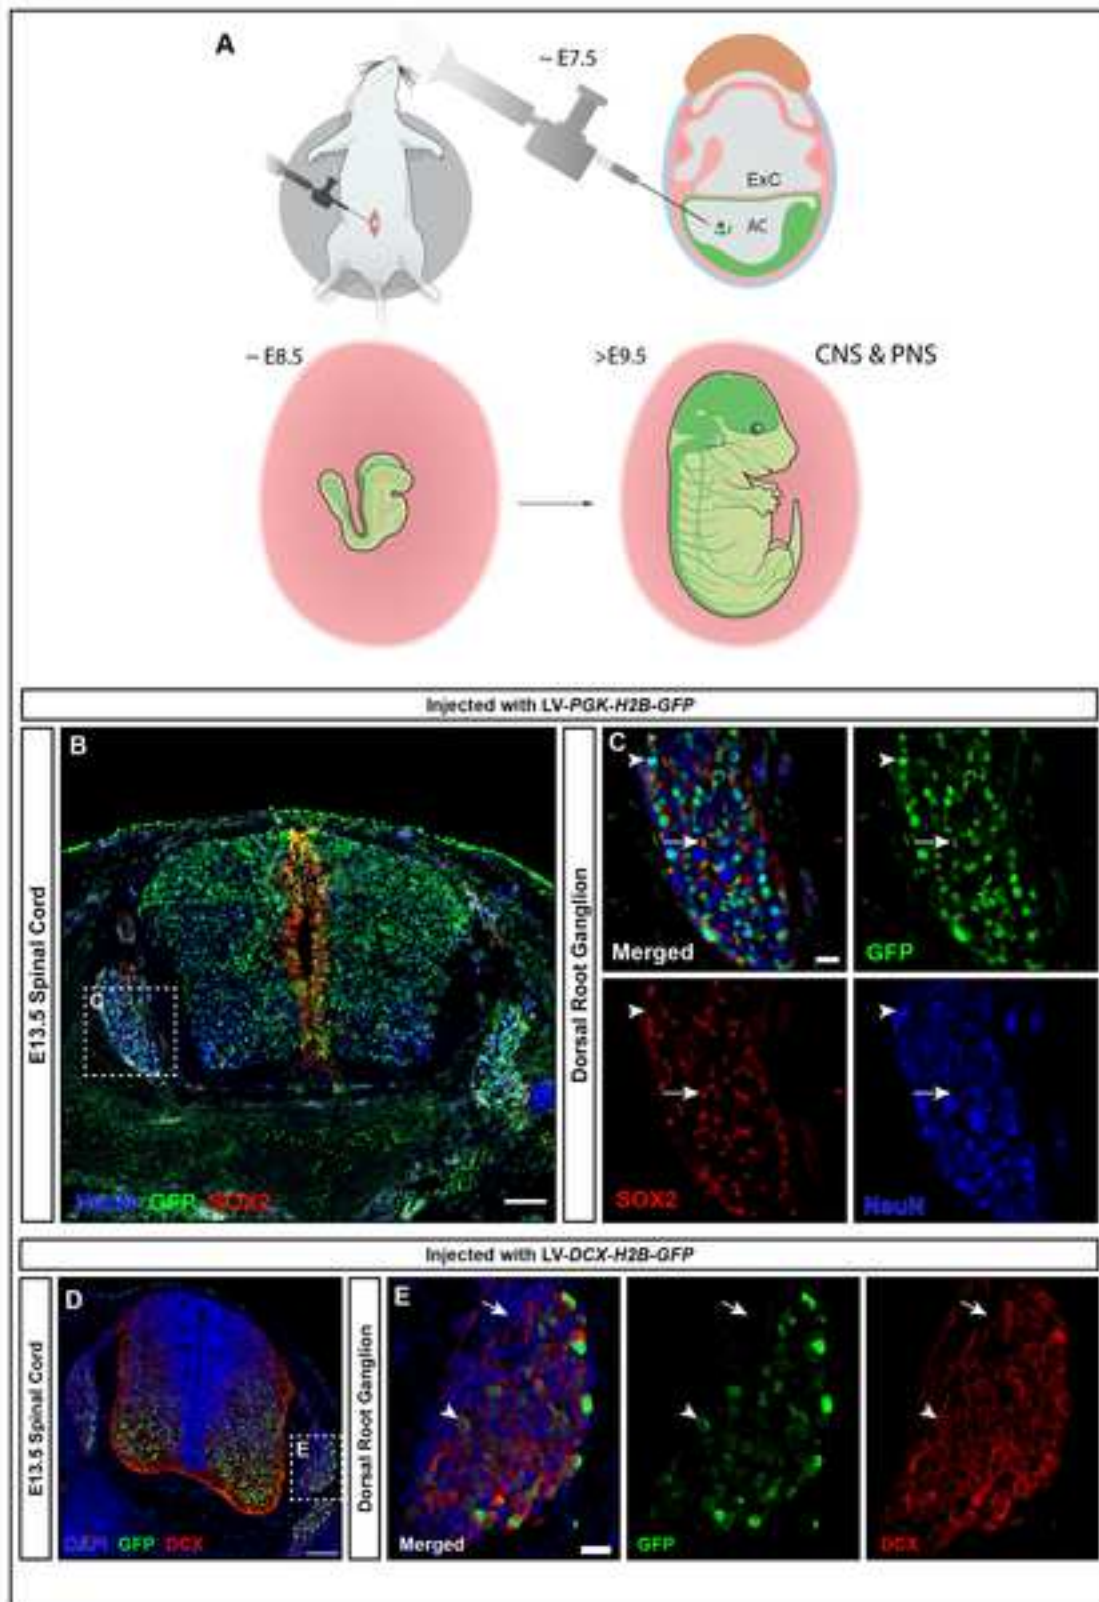 A
~ E7.5
ExC
AC
~ E8.5
>E9.5
CNS & PNS
Injected with LV-PGK-H2B-GFP
E13.5 Spinal Cord
B
C
NeuN GFP SOX2
Dorsal Root Ganglion
C
Merged
GFP
SOX2
NeuN
Injected with LV-DCX-H2B-GFP
E13.5 Spinal Cord
D
E
DAPI GFP DCX
Dorsal Root Ganglion
E
Merged
GFP
DCX